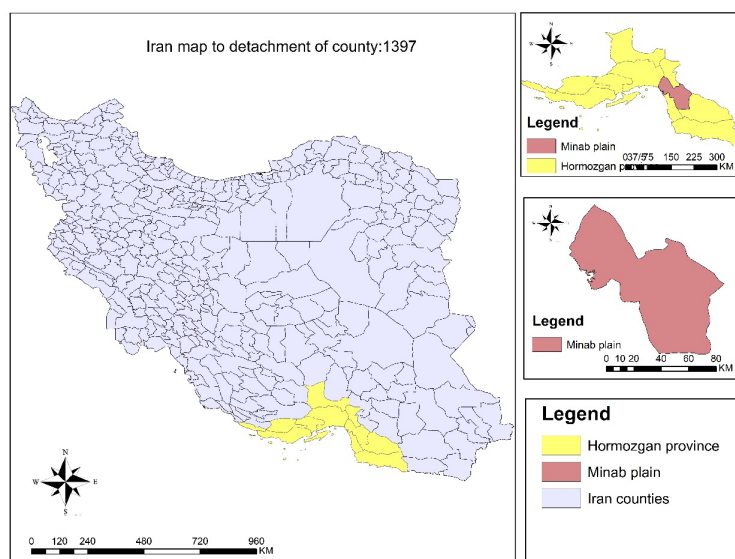 Iran map to detachment of county:1397
N
W E
S
0 120 240 480 720 960
KM
N
W E
S
Legend
Minab plain
Hormozgan
037/575 150 225 300
KM
N
W E
S
Legend
Minab plain
0 10 20 40 60 80
KM
Legend
Hormozgan province
Minab plain
Iran counties